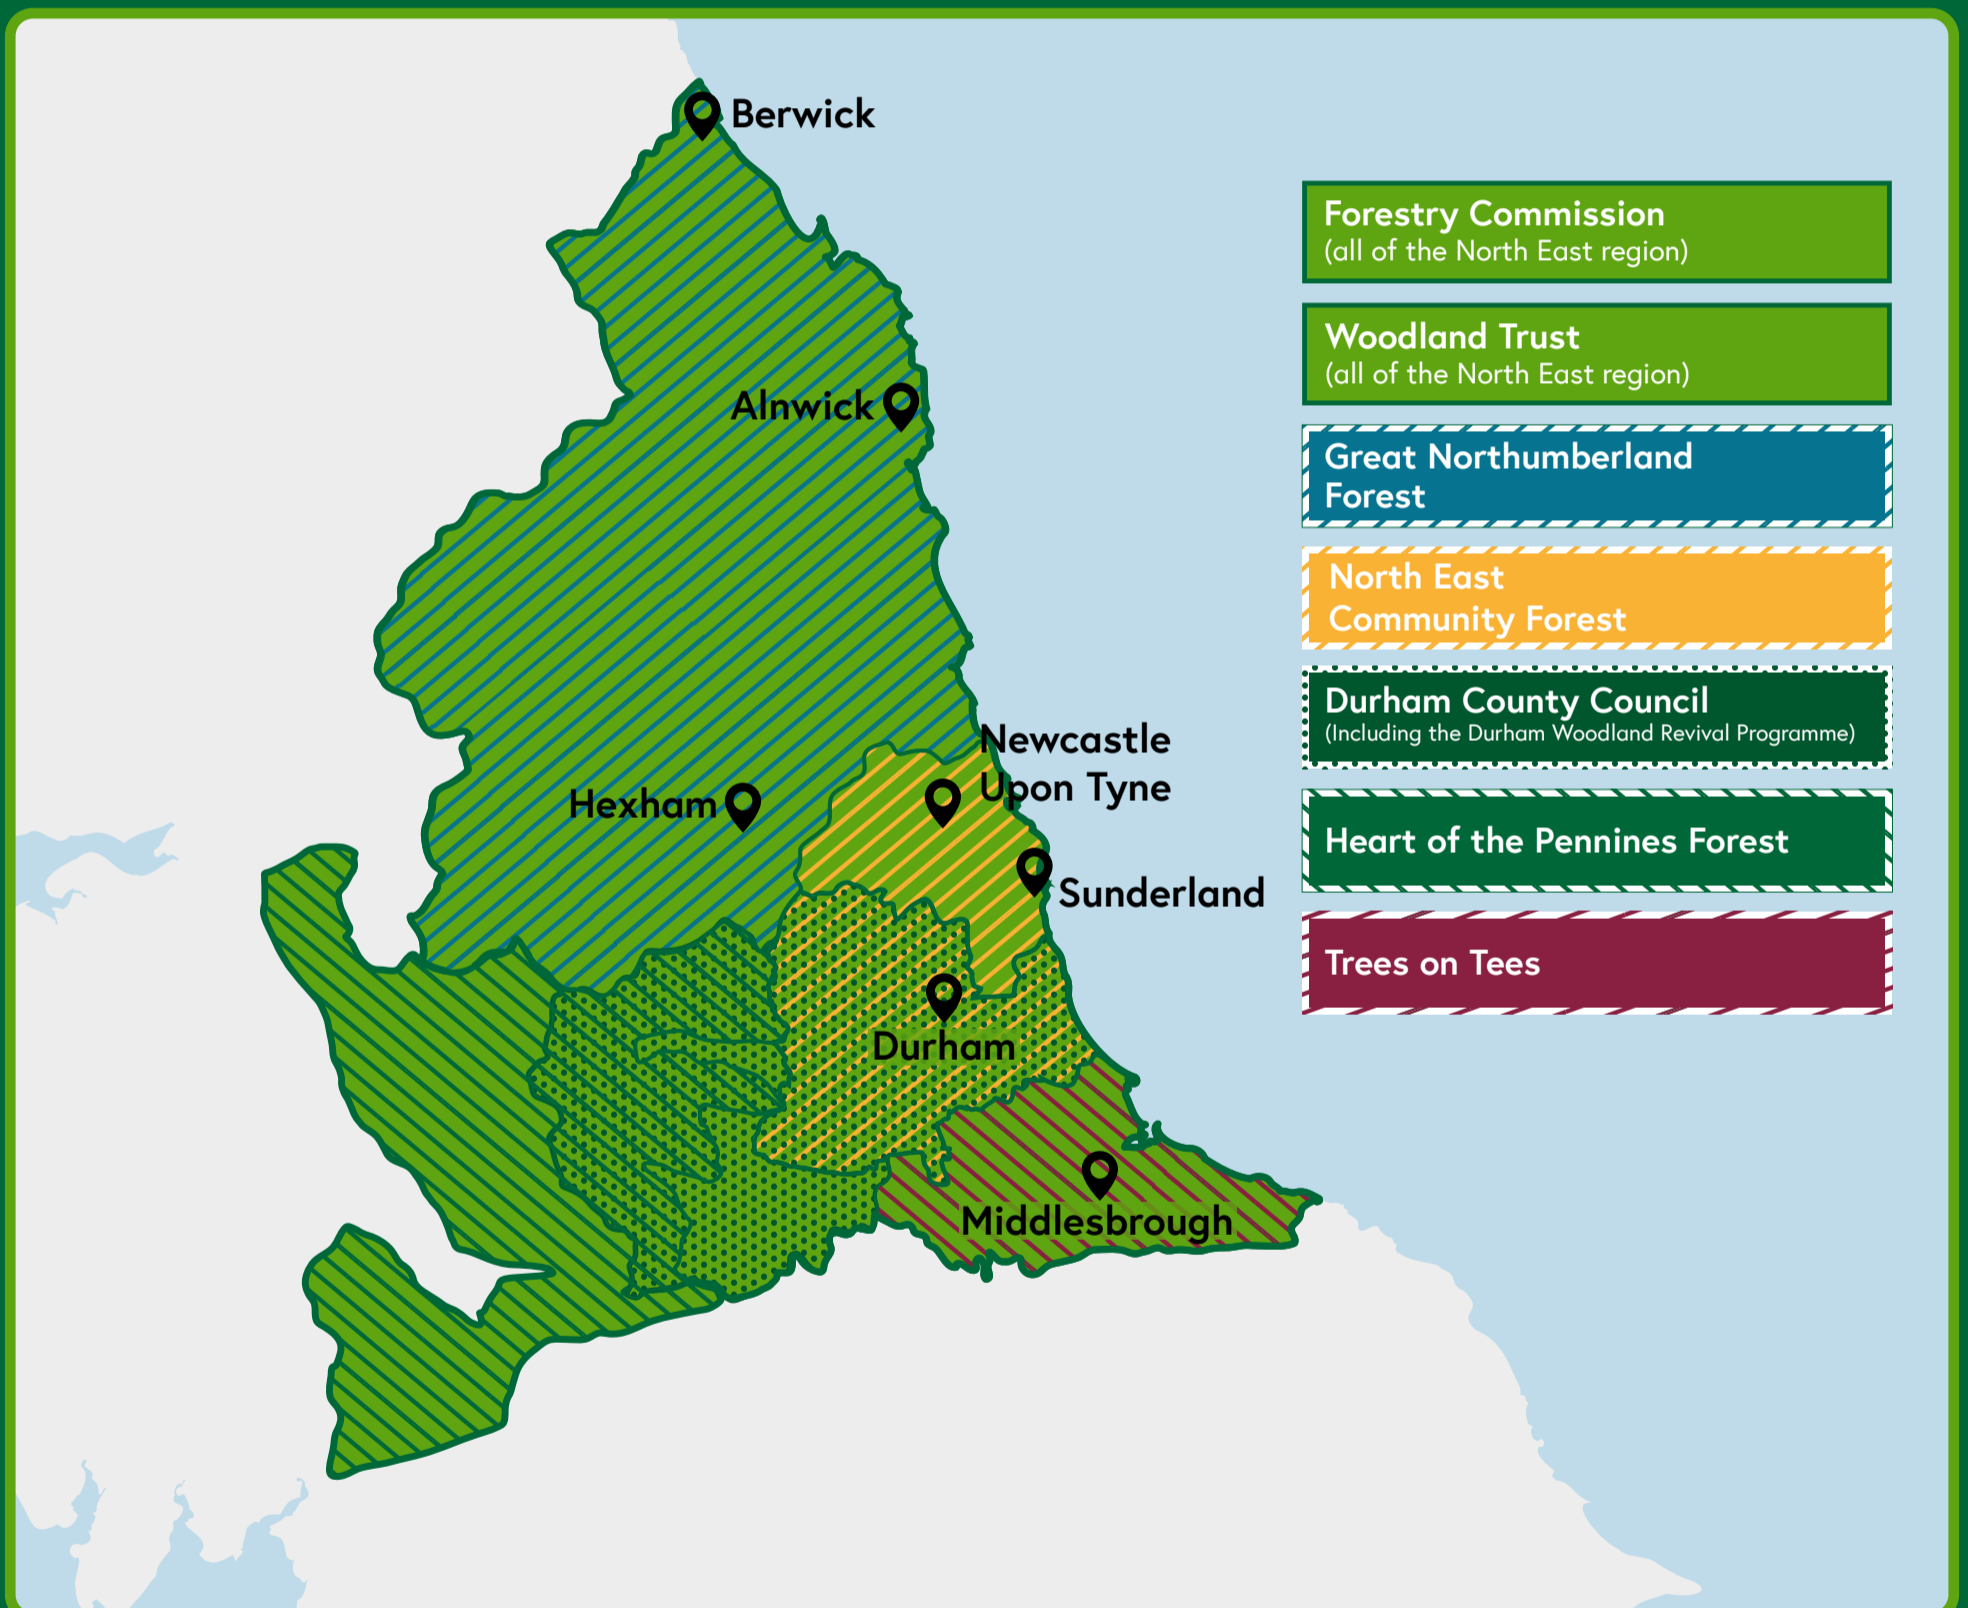 Berwick
Alnwick
Newcastle
Upon Tyne
Hexham
Sunderland
Durham
Middlesbrough
Forestry Commission
(all of the North East region)
Woodland Trust
(all of the North East region)
Great Northumberland
Forest
North East
Community Forest
Durham County Council
(Including the Durham Woodland Revival Programme)
Heart of the Pennines Forest
Trees on Tees